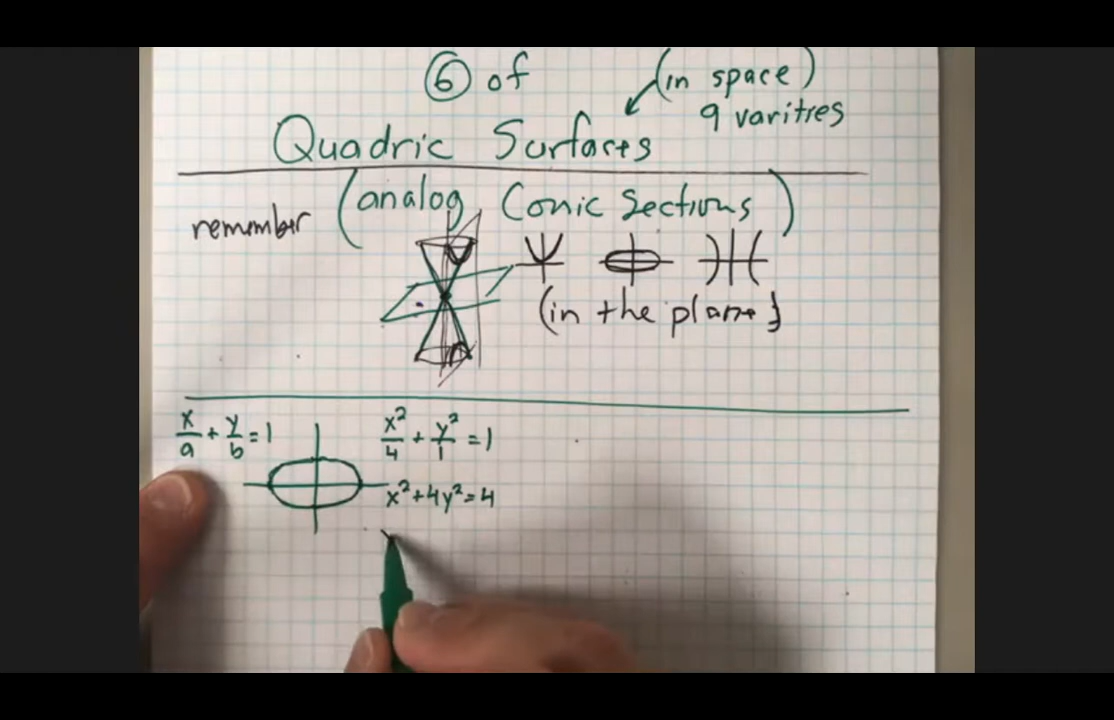 ⑥ of
(in space)
9 varities
Quadric Surfaces
(analog Conic Sections)
remember
(in the plane)
x/a + y/b = 1
x²/4 + y²/1 = 1
x² + 4y² = 4